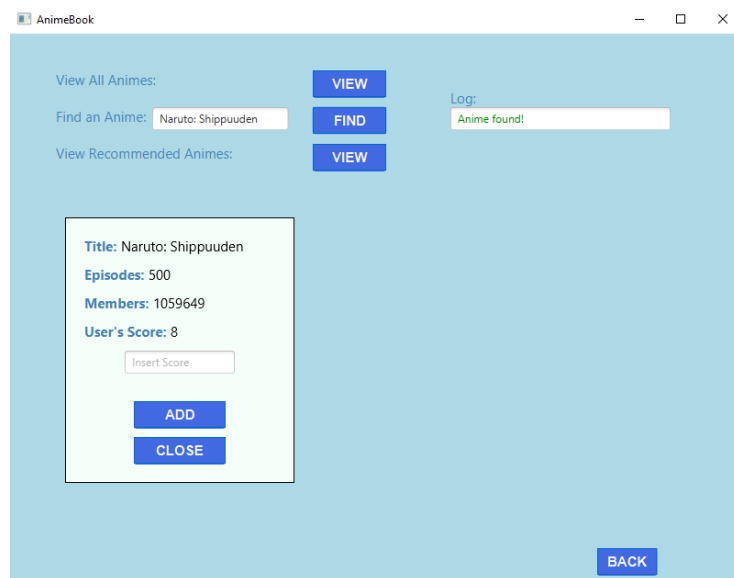 AnimeBook
View All Animes:
VIEW
Find an Anime:
Naruto: Shippuuden
FIND
View Recommended Animes:
VIEW
Log:
Anime found!
Title: Naruto: Shippuuden
Episodes: 500
Members: 1059649
User's Score: 8
Insert Score
ADD
CLOSE
BACK